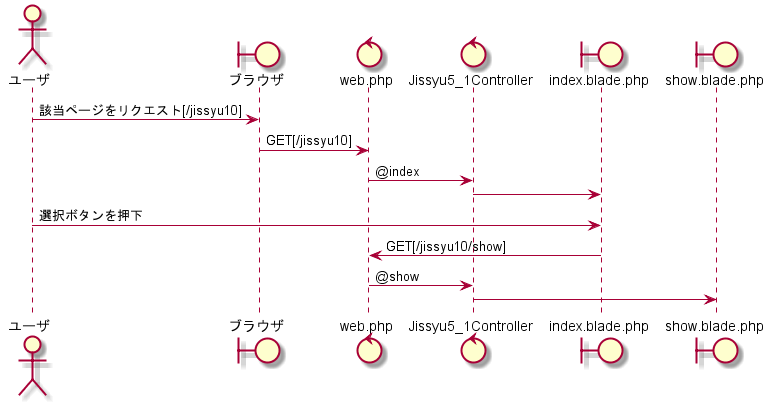 ユーザ
ブラウザ
web.php
Jissyu5_1Controller
index.blade.php
show.blade.php
該当ページをリクエスト[/jissyu10]
GET[/jissyu10]
@index
選択ボタンを押下
GET[/jissyu10/show]
@show
ユーザ
ブラウザ
web.php
Jissyu5_1Controller
index.blade.php
show.blade.php